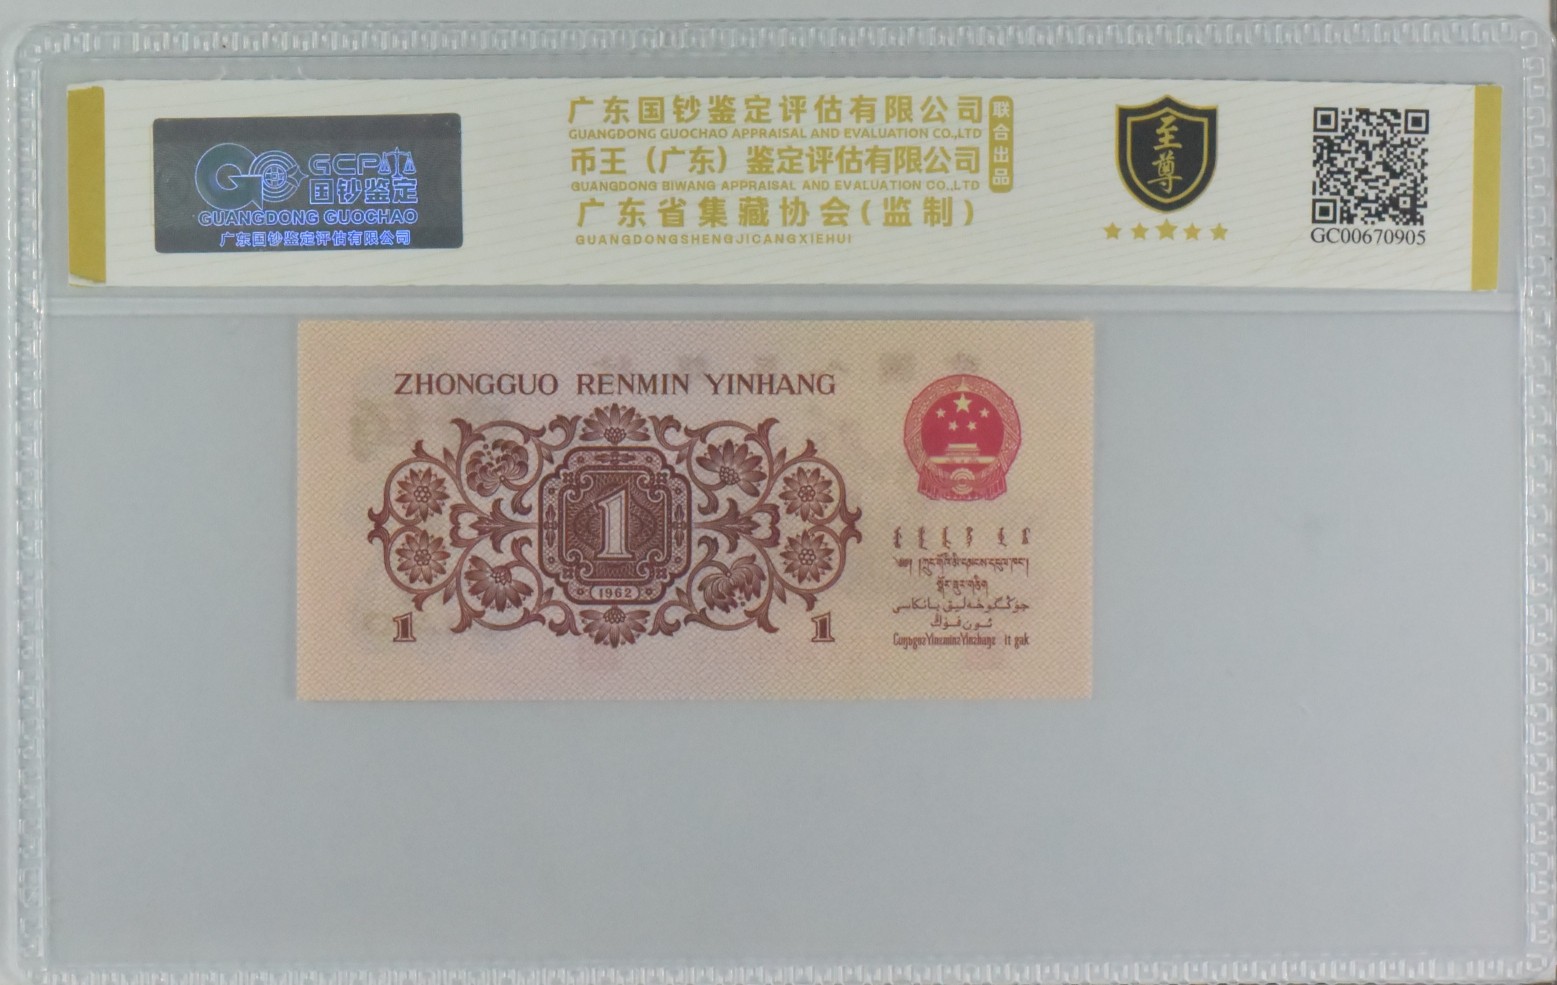 GCP
国钞鉴定
GUANGDONG GUOCHAO
广东国钞鉴定评估有限公司
广东国钞鉴定评估有限公司
GUANGDONG GUOCHAO APPRAISAL AND EVALUATION CO.,LTD
币王（广东）鉴定评估有限公司
GUANGDONG BIWANG APPRAISAL AND EVALUATION CO.,LTD
广东省集藏协会(监制)
GUANGDONGSHENGJICANGXIEHUI
联合出品
至尊
GC00670905
ZHONGGUO RENMIN YINHANG
1
1962
1
1
جۇڭگوخەلىق بانكاسى
ئون فۇڭ